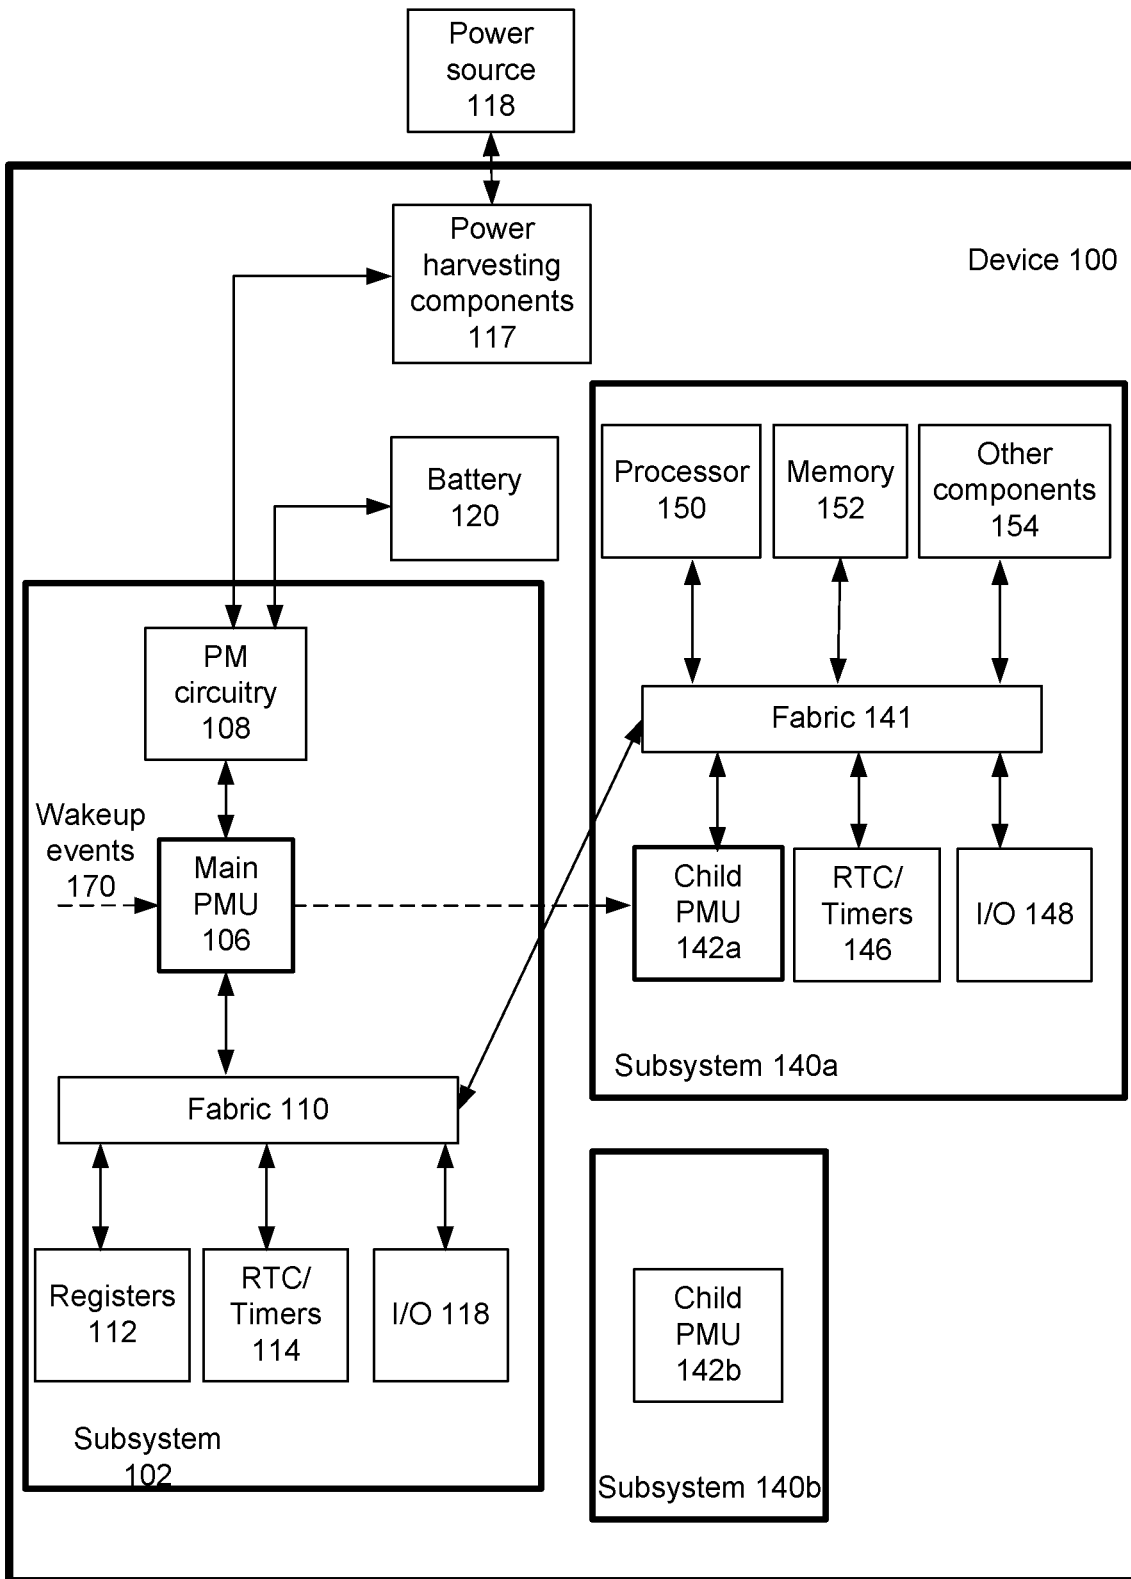 Power
source
118
Power
harvesting
components
117
Device 100
Battery
120
Processor
150
Memory
152
Other
components
154
PM
circuitry
108
Fabric 141
Wakeup
events
170
Main
PMU
106
Child
PMU
142a
RTC/
Timers
146
I/O 148
Subsystem 140a
Fabric 110
Registers
112
RTC/
Timers
114
I/O 118
Child
PMU
142b
Subsystem
102
Subsystem 140b